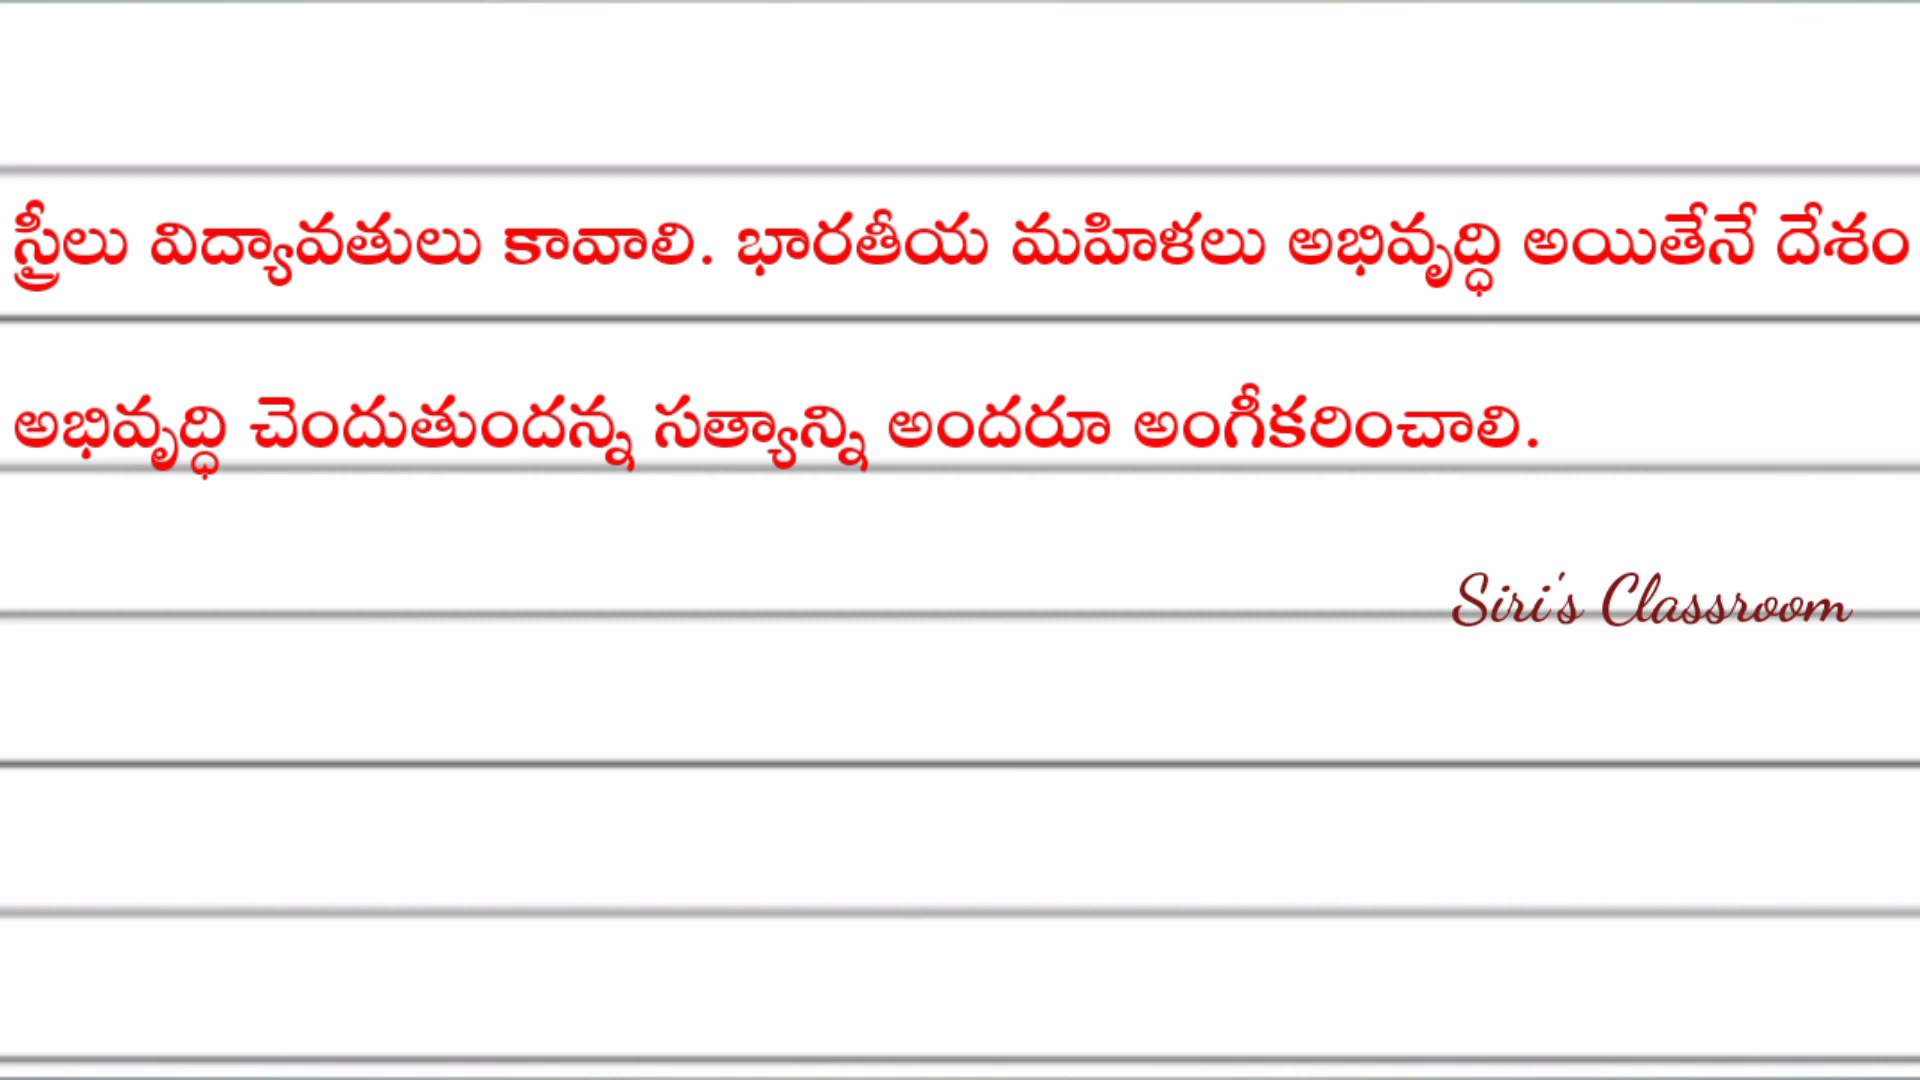 స్త్రీలు విద్యావతులు కావాలి. భారతీయ మహిళలు అభివృద్ధి అయితేనే దేశం
అభివృద్ధి చెందుతుందన్న సత్యాన్ని అందరూ అంగీకరించాలి.
Siri's Classroom